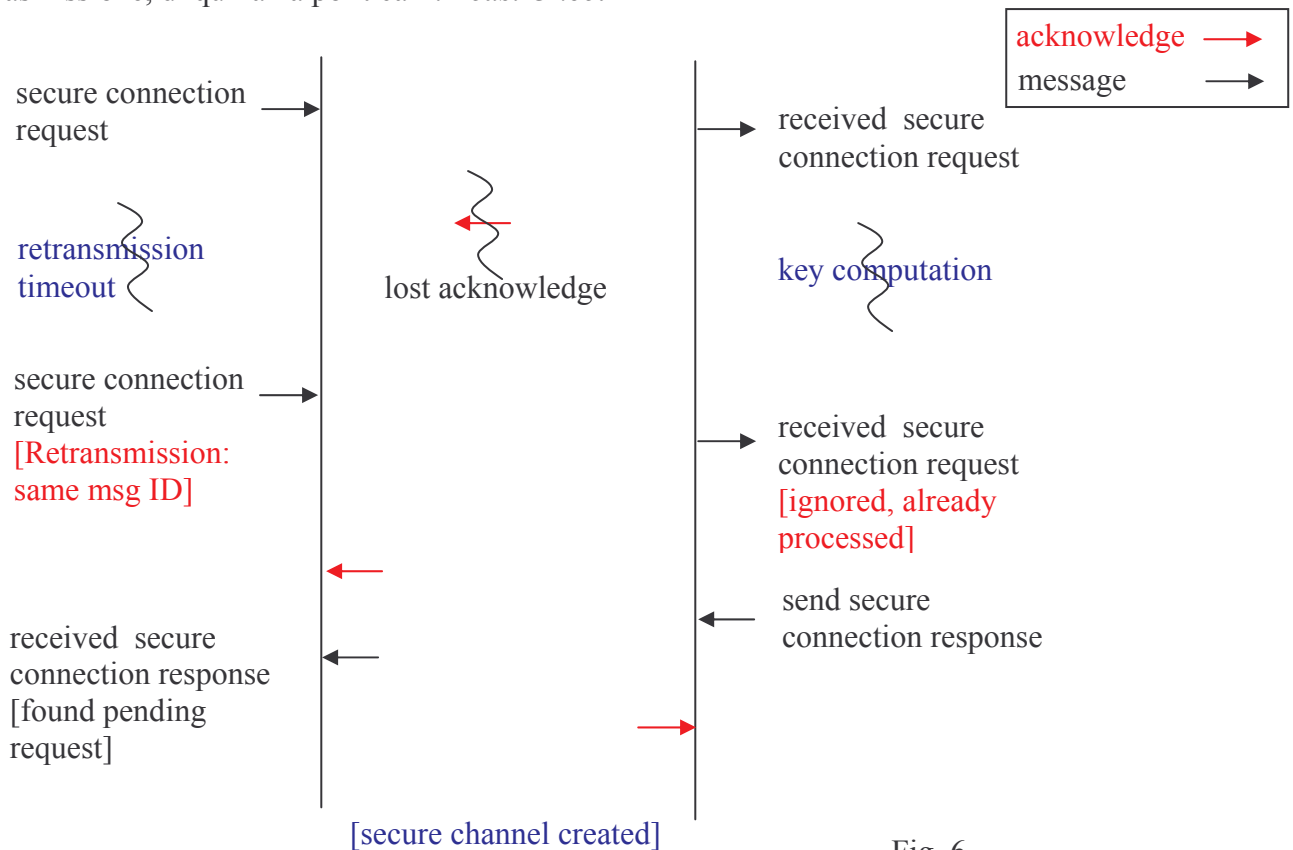 acknowledge
message
secure connection
request
received secure
connection request
retransmission
timeout
lost acknowledge
key computation
secure connection
request
[Retransmission:
same msg ID]
received secure
connection request
[ignored, already
processed]
send secure
connection response
received secure
connection response
[found pending
request]
[secure channel created]
Fig. 6